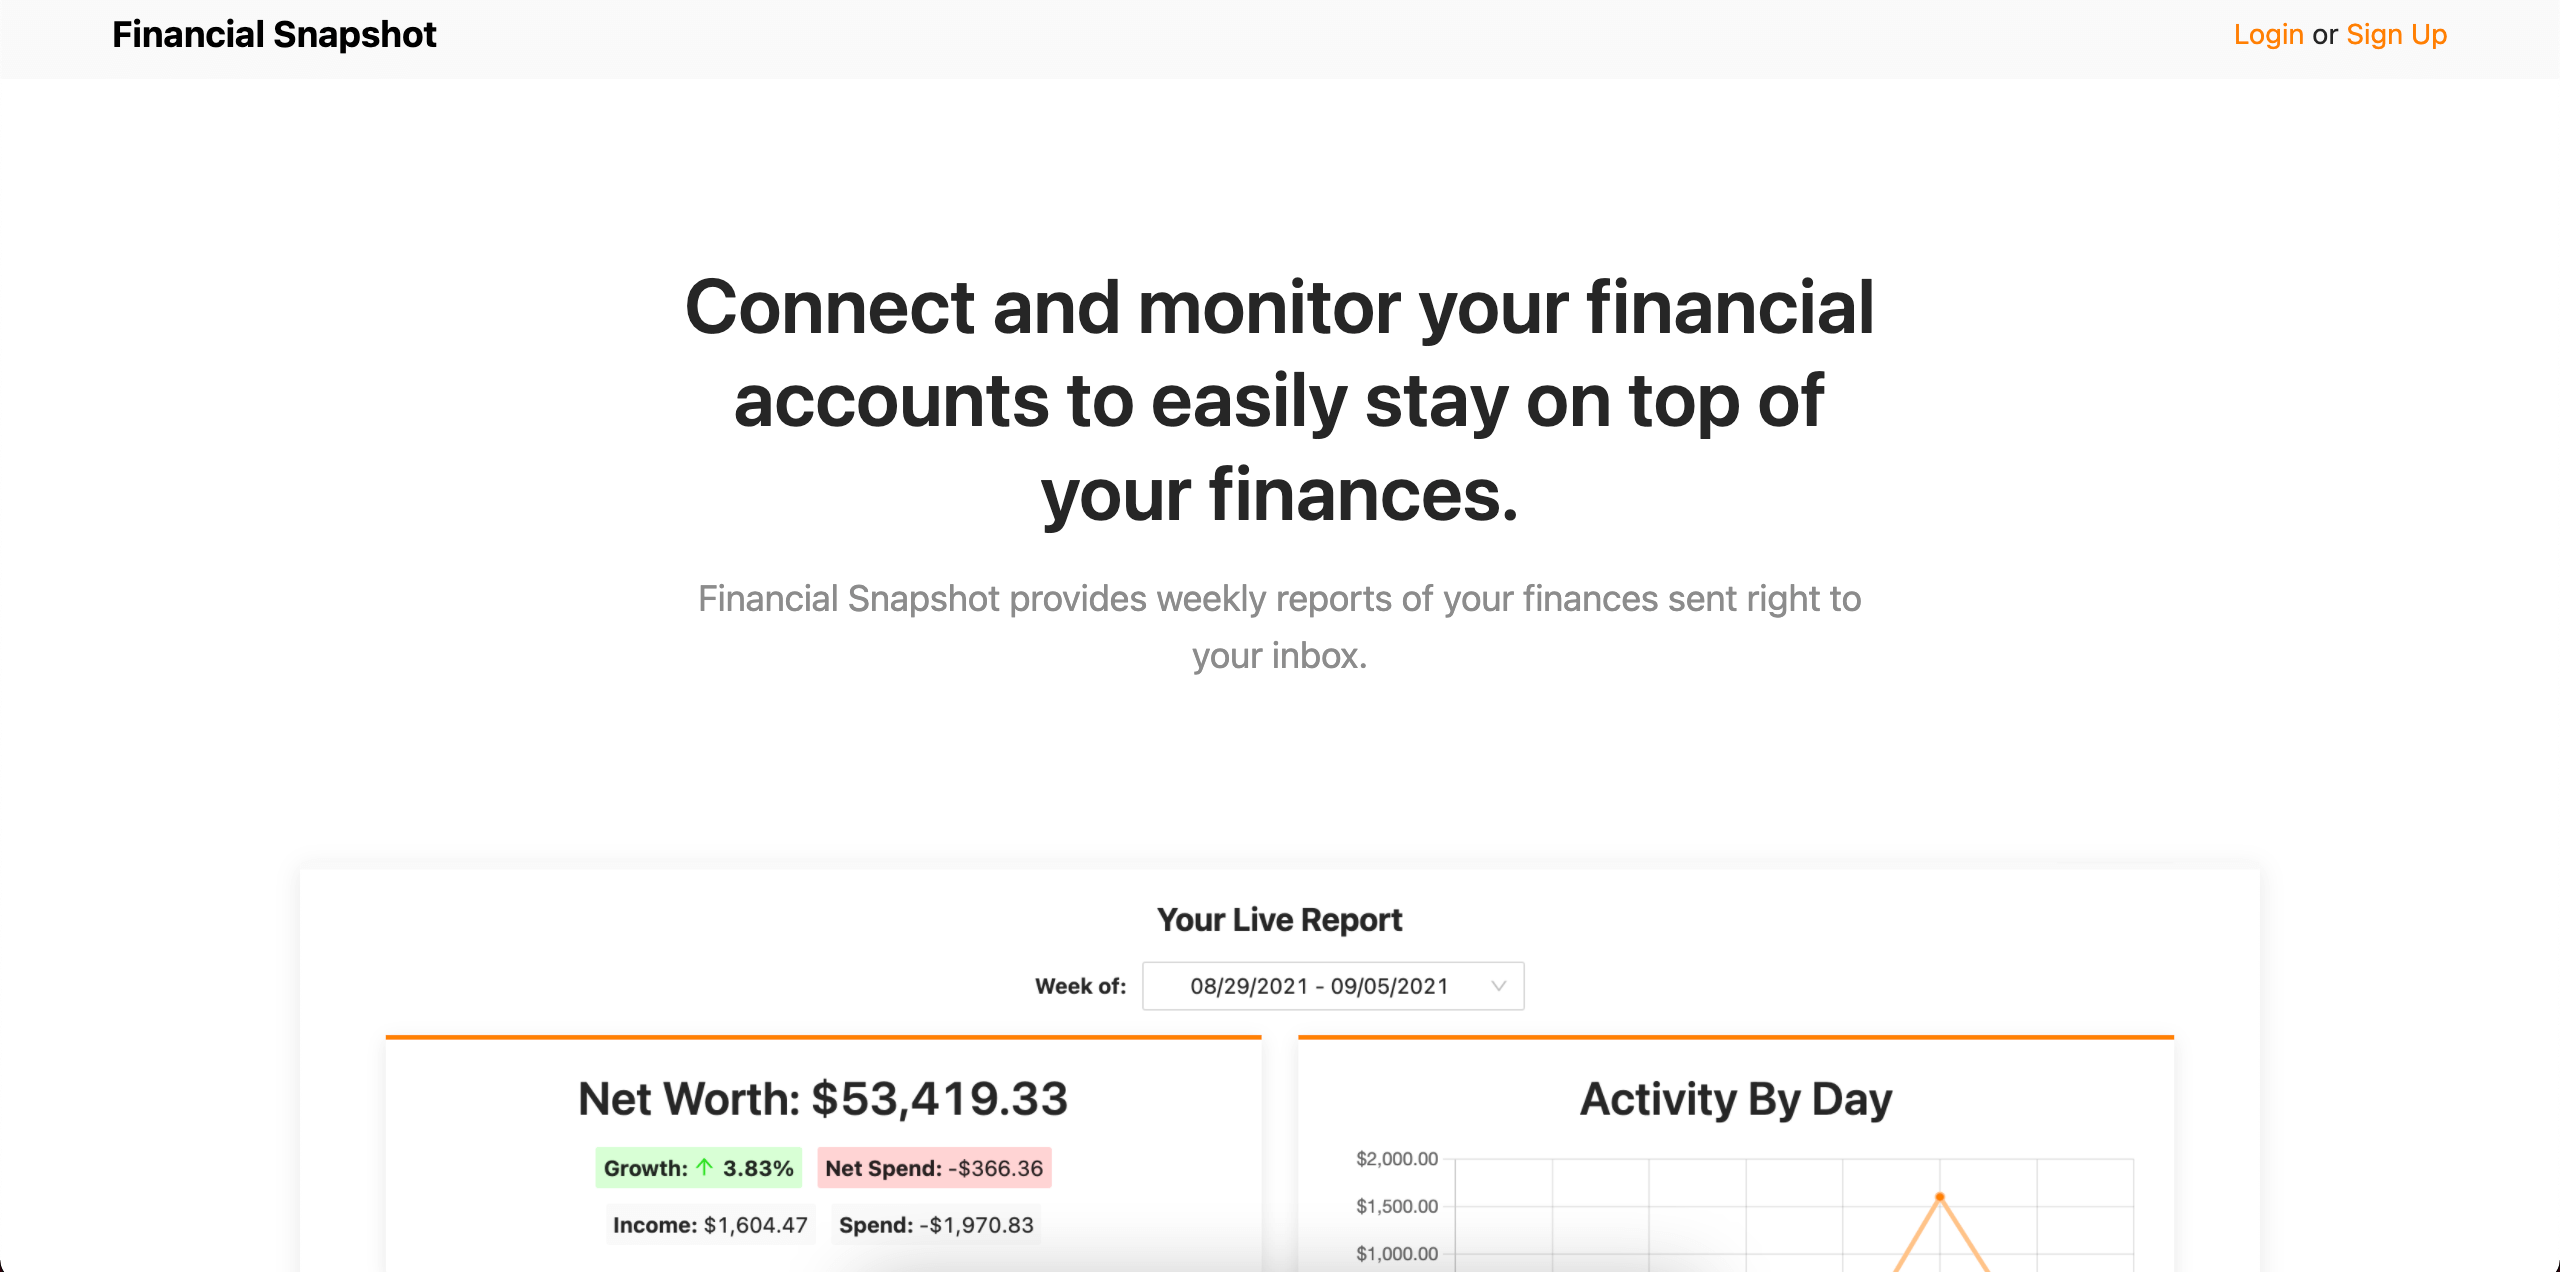 Financial Snapshot
Login or Sign Up
Connect and monitor your financial
accounts to easily stay on top of
your finances.
Financial Snapshot provides weekly reports of your finances sent right to
your inbox.
Your Live Report
Week of: 08/29/2021 - 09/05/2021
Net Worth: $53,419.33
Growth: ↑ 3.83% Net Spend: -$366.36
Income: $1,604.47 Spend: -$1,970.83
Activity By Day
$2,000.00
$1,500.00
$1,000.00